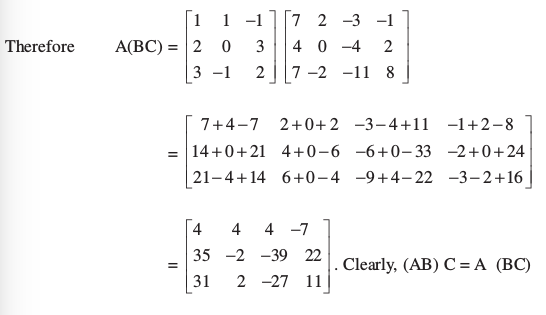 Therefore A(BC) = [1 1 –1] [7 2 –3 –1]
[2 0 3] [4 0 –4 2]
[3 –1 2] [7 –2 –11 8]
= [7+4–7 2+0+2 –3–4+11 –1+2–8]
[14+0+21 4+0–6 –6+0–33 –2+0+24]
[21–4+14 6+0–4 –9+4–22 –3–2+16]
= [4 4 4 –7]
[35 –2 –39 22] . Clearly, (AB) C = A (BC)
[31 2 –27 11]